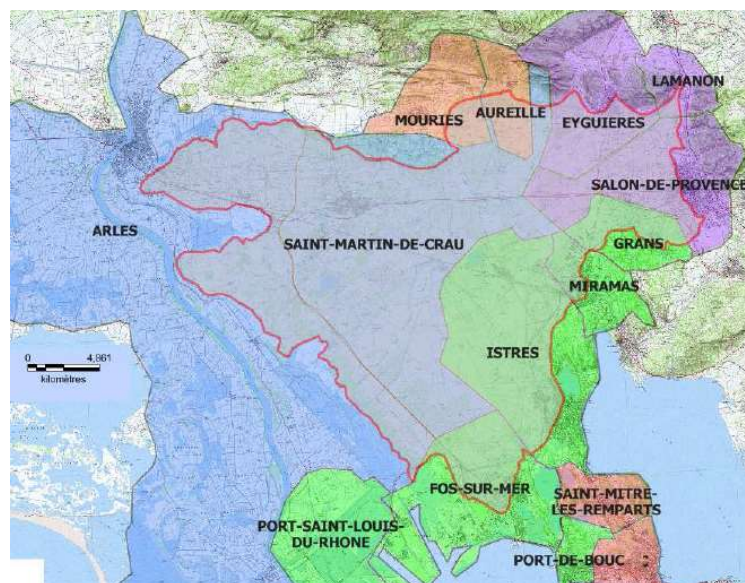 LAMANON
MOURIES
AUREILLE
EYGUIERES
SALON-DE-PROVENCE
ARLES
SAINT-MARTIN-DE-CRAU
GRANS
MIRAMAS
ISTRES
0 4,861
kilomètres
FOS-SUR-MER
SAINT-MITRE-
LES-REMPARTS
PORT-SAINT-LOUIS-
DU-RHONE
PORT-DE-BOUC